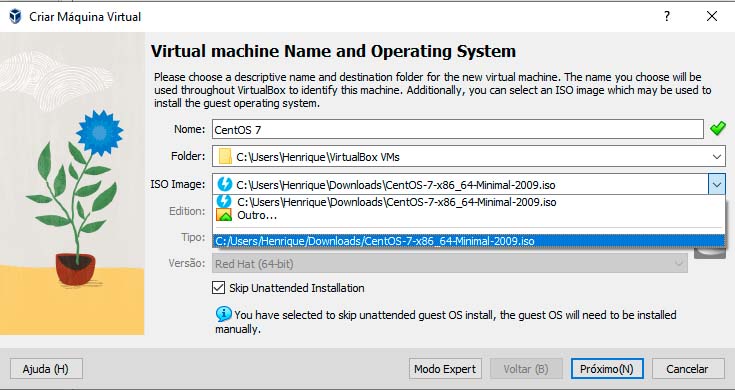 Criar Máquina Virtual
Virtual machine Name and Operating System
Please choose a descriptive name and destination folder for the new virtual machine. The name you choose will be
used throughout VirtualBox to identify this machine. Additionally, you can select an ISO image which may be used to
install the guest operating system.
Nome: CentOS 7
Folder: C:\Users\Henrique\VirtualBox VMs
ISO Image: C:\Users\Henrique\Downloads\CentOS-7-x86_64-Minimal-2009.iso
C:\Users\Henrique\Downloads\CentOS-7-x86_64-Minimal-2009.iso
Edition: Outro...
Tipo: C:/Users/Henrique/Downloads/CentOS-7-x86_64-Minimal-2009.iso
Versão: Red Hat (64-bit)
Skip Unattended Installation
You have selected to skip unattended guest OS install, the guest OS will need to be installed
manually.
Ajuda (H) Modo Expert Voltar (B) Próximo(N) Cancelar